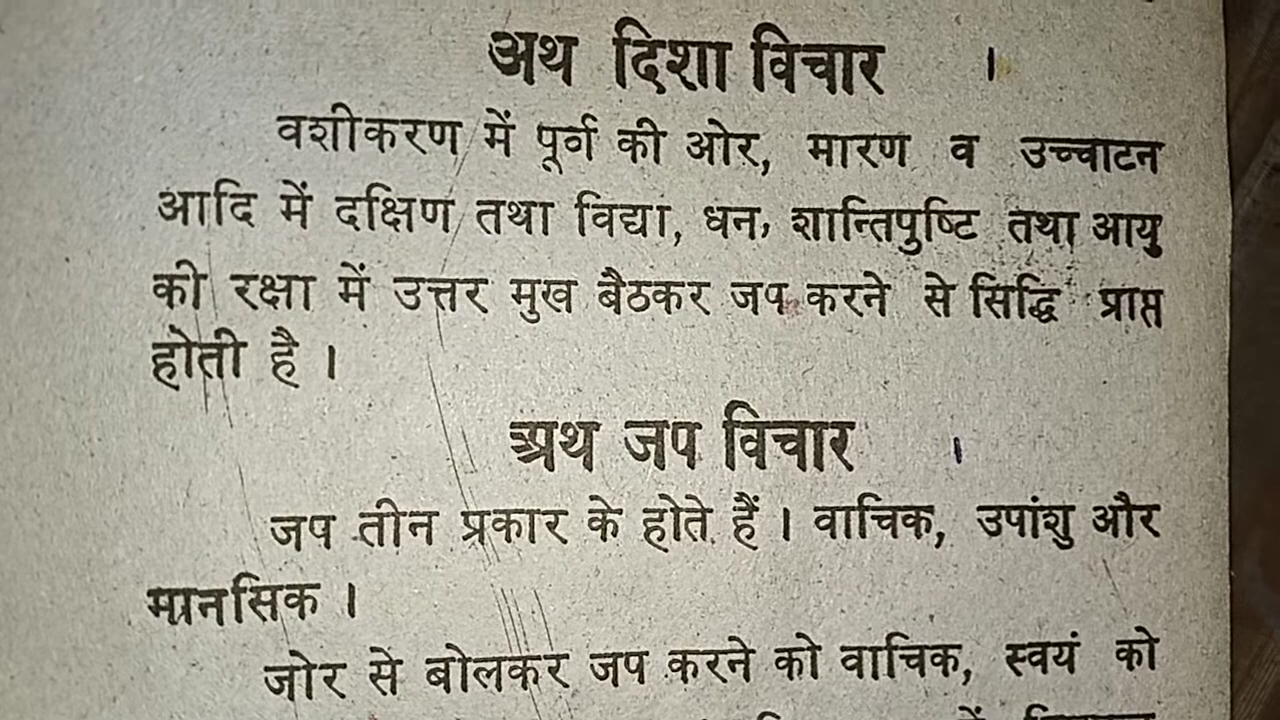 अथ दिशा विचार ।
वशीकरण में पूर्व की ओर, मारण व उच्चाटन
आदि में दक्षिण तथा विद्या, धन, शान्तिपुष्टि तथा आयु
की रक्षा में उत्तर मुख बैठकर जप करने से सिद्धि प्राप्त
होती है ।
अथ जप विचार ।
जप तीन प्रकार के होते हैं । वाचिक, उपांशु और
मानसिक ।
जोर से बोलकर जप करने को वाचिक, स्वयं को